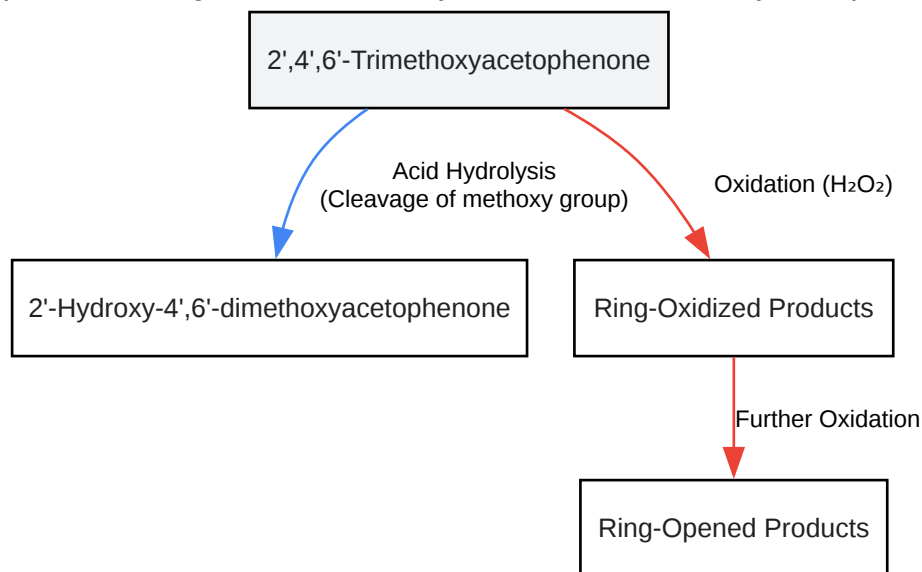 2',4',6'-Trimethoxyacetophenone
Acid Hydrolysis
(Cleavage of methoxy group)
Oxidation (H₂O₂)
2'-Hydroxy-4',6'-dimethoxyacetophenone
Ring-Oxidized Products
Further Oxidation
Ring-Opened Products